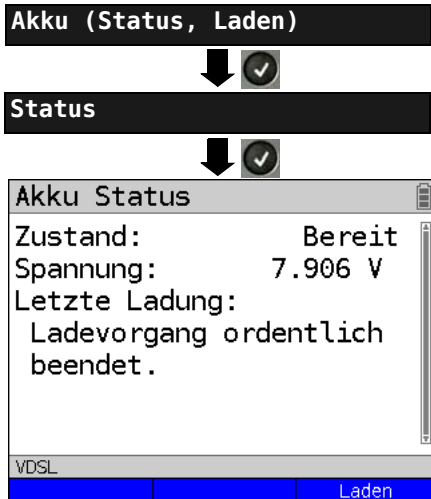 Akku (Status, Laden)
Status
Akku Status
Zustand: Bereit
Spannung: 7.906 V
Letzte Ladung:
Ladevorgang ordentlich
beendet.
VDSL
Laden